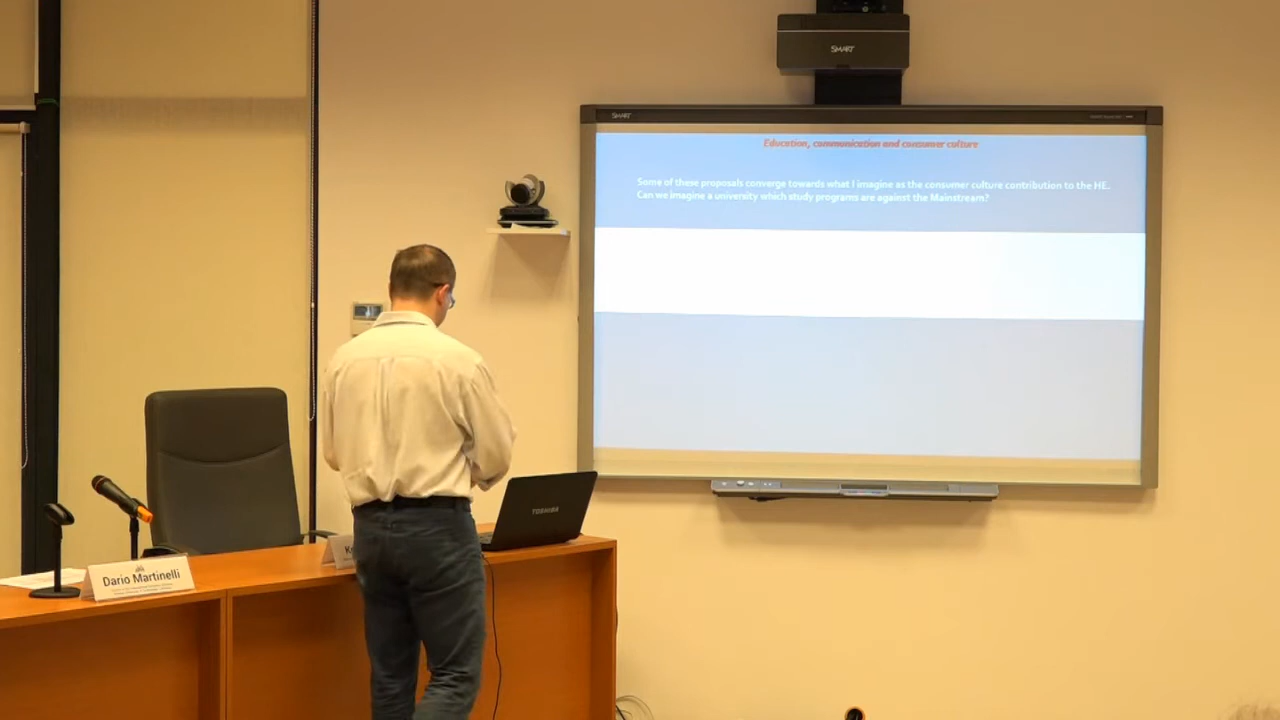 SMART
SMART
Education, communication and consumer culture
Some of these proposals converge towards what I imagine as the consumer culture contribution to the HE.
Can we imagine a university which study programs are against the Mainstream?
TOSHIBA
Dario Martinelli